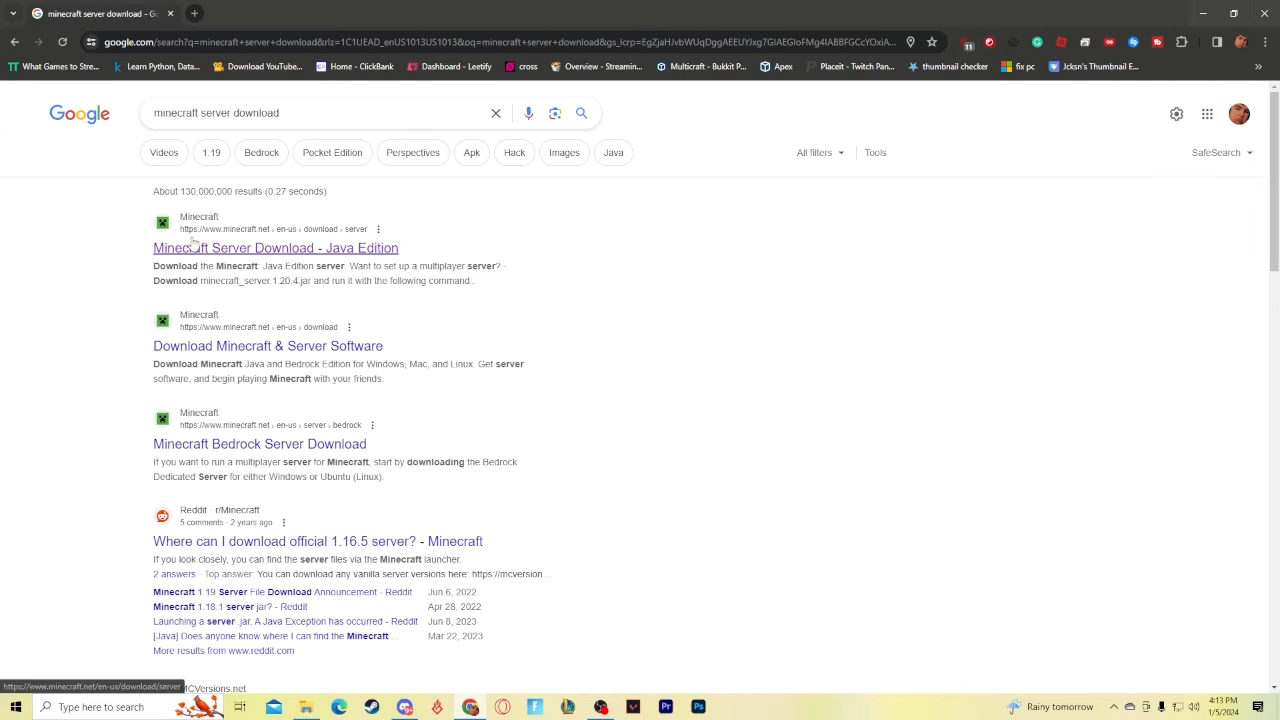 minecraft server download - Go
google.com/search?q=minecraft+server+download&rlz=1C1UEAD_enUS1013US1013&oq=minecraft+server+download&gs_lcrp=
What Games to Stre...
Learn Python, Data...
Download YouTube...
Home - ClickBank
Dashboard - Leetify
cross
Overview - Streamin...
Multicraft - Bukkit P...
Apex
Placeit - Twitch Pan...
Channel analytics -...
fix pc
Jcksn's Thumbnail E...
»
Google
minecraft server download
Videos
1.19
Bedrock
Pocket Edition
Perspectives
Apk
Hack
Images
Java
All filters
Tools
SafeSearch
About 130,000,000 results (0.27 seconds)
Minecraft
https://www.minecraft.net › en-us › download › server
Minecraft Server Download - Java Edition
Download the Minecraft: Java Edition server. Want to set up a multiplayer server? ·
Download minecraft_server.1.20.4.jar and run it with the following command..
Minecraft
https://www.minecraft.net › en-us › download
Download Minecraft & Server Software
Download Minecraft Java and Bedrock Edition for Windows, Mac, and Linux. Get server
software, and begin playing Minecraft with your friends.
Minecraft
https://www.minecraft.net › en-us › server › bedrock
Minecraft Bedrock Server Download
If you want to run a multiplayer server for Minecraft, start by downloading the Bedrock
Dedicated Server for either Windows or Ubuntu (Linux).
Reddit · r/Minecraft
5 comments · 2 years ago
Where can I download official 1.16.5 server? - Minecraft
If you look closely, you can find the server files via the Minecraft launcher.
2 answers · Top answer: You can download any vanilla server versions here: https://mcversion...
Minecraft 1.19 Server File Download Announcement - Reddit Jun 6, 2022
Minecraft 1.18.1 server jar? - Reddit Apr 28, 2022
Launching a server .jar, A Java Exception has occurred - Reddit Jun 8, 2023
[Java] Does anyone know where I can find the Minecraft ... Mar 22, 2023
More results from www.reddit.com
MCVersions.net
https://www.minecraft.net/en-us/download/server
Type here to search
Rainy tomorrow
4:13 PM
1/5/2024